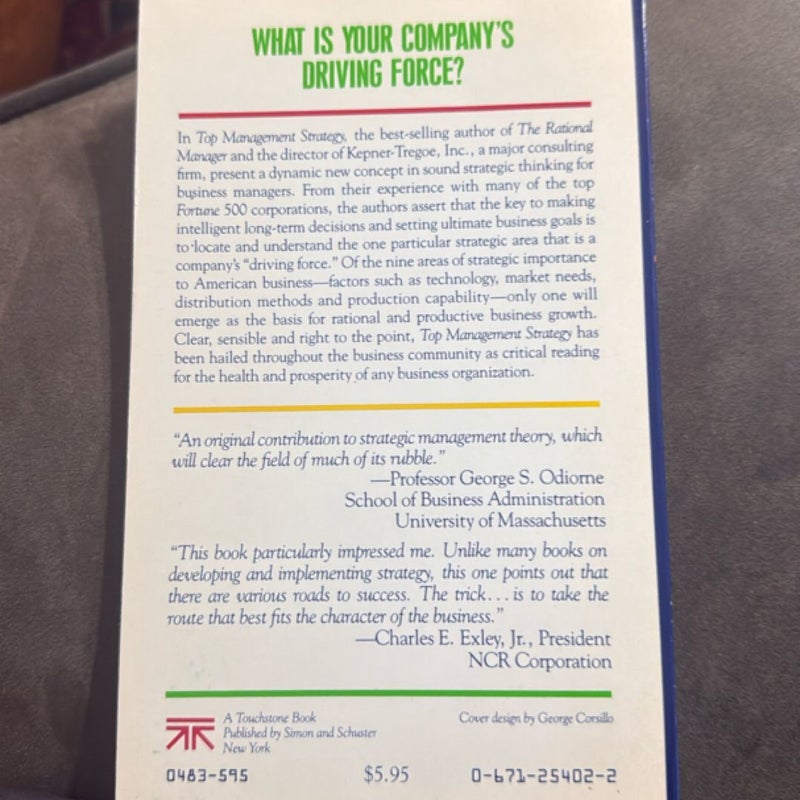 WHAT IS YOUR COMPANY'S
DRIVING FORCE?
In Top Management Strategy, the best-selling author of The Rational
Manager and the director of Kepner-Tregoe, Inc., a major consulting
firm, present a dynamic new concept in sound strategic thinking for
business managers. From their experience with many of the top
Fortune 500 corporations, the authors assert that the key to making
intelligent long-term decisions and setting ultimate business goals is
to locate and understand the one particular strategic area that is a
company's "driving force." Of the nine areas of strategic importance
to American business—factors such as technology, market needs,
distribution methods and production capability—only one will
emerge as the basis for rational and productive business growth.
Clear, sensible and right to the point, Top Management Strategy has
been hailed throughout the business community as critical reading
for the health and prosperity of any business organization.
"An original contribution to strategic management theory, which
will clear the field of much of its rubble."
—Professor George S. Odiorne
School of Business Administration
University of Massachusetts
"This book particularly impressed me. Unlike many books on
developing and implementing strategy, this one points out that
there are various roads to success. The trick...is to take the
route that best fits the character of the business."
—Charles E. Exley, Jr., President
NCR Corporation
A Touchstone Book
Published by Simon and Schuster
New York
Cover design by George Corsillo
0483-595
$5.95
0-671-25402-2